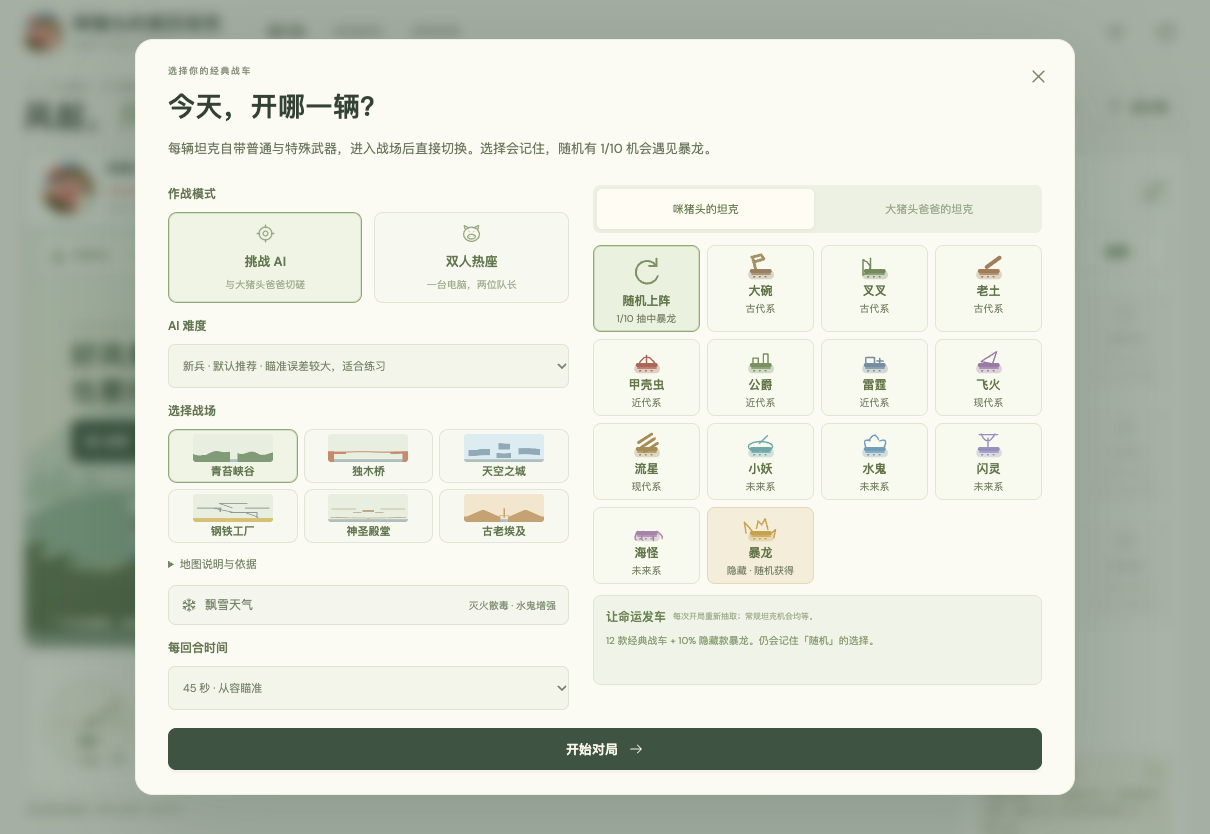 选择你的经典战车
今天，开哪一辆？
每辆坦克自带普通与特殊武器，进入战场后直接切换。选择会记住，随机有 1/10 机会遇见暴龙。
作战模式
挑战 AI
与大猪头爸爸切磋
双人热座
一台电脑，两位队长
AI 难度
新兵 · 默认推荐 · 瞄准误差较大，适合练习
选择战场
青苔峡谷
独木桥
天空之城
钢铁工厂
神圣殿堂
古老埃及
地图说明与依据
飘雪天气
灭火散毒 · 水鬼增强
每回合时间
45 秒 · 从容瞄准
咪猪头的坦克
大猪头爸爸的坦克
随机上阵
1/10 抽中暴龙
大碗
古代系
叉叉
古代系
老土
古代系
甲壳虫
近代系
公爵
近代系
雷霆
近代系
飞火
现代系
流星
现代系
小妖
未来系
水鬼
未来系
闪灵
未来系
海怪
未来系
暴龙
隐藏 · 随机获得
让命运发车 每次开局重新抽取；常规坦克机会均等。
12 款经典战车 + 10% 隐藏款暴龙。仍会记住「随机」的选择。
开始对局